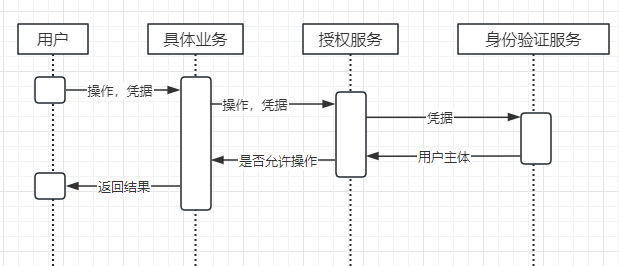 用户
具体业务
授权服务
身份验证服务
操作，凭据
操作，凭据
凭据
用户主体
是否允许操作
返回结果